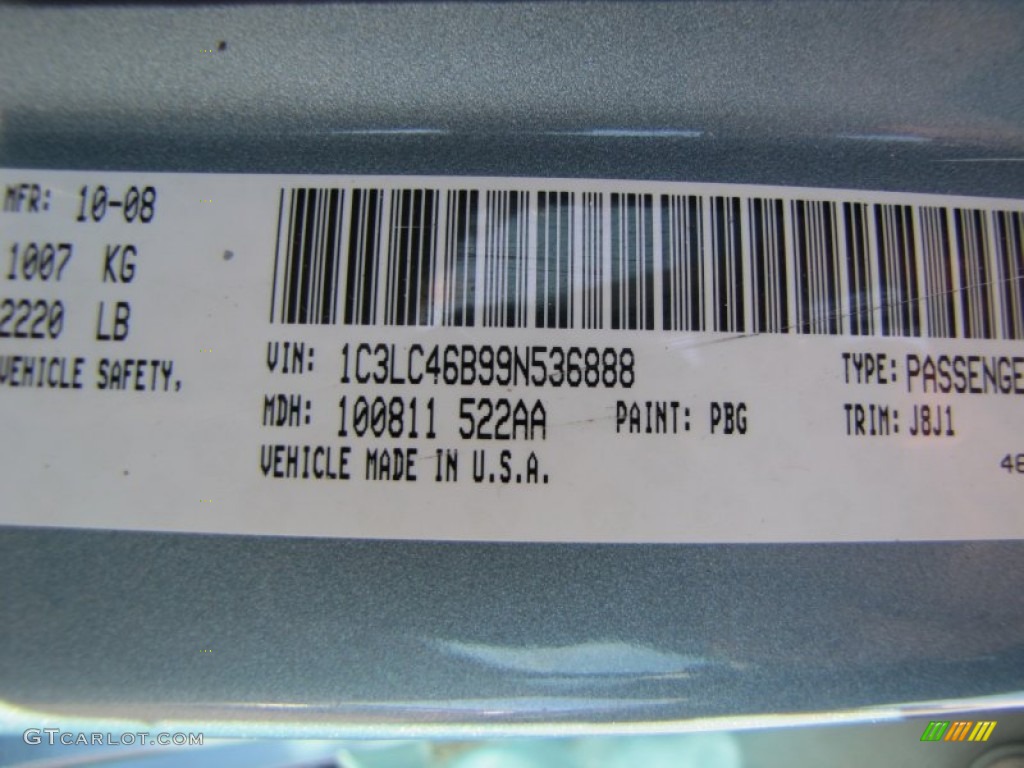 MFR: 10-08
1007 KG
2220 LB
VEHICLE SAFETY,
VIN: 1C3LC46B99N536888
TYPE: PASSENGE
MDH: 100811 522AA
PAINT: PBG
TRIM: J8J1
VEHICLE MADE IN U.S.A.
GTCARLOT.COM